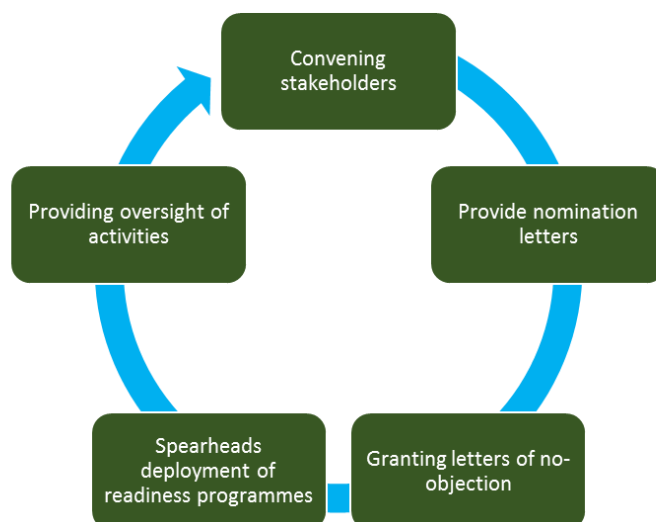 Convening
stakeholders
Provide nomination
letters
Granting letters of no-
objection
Spearheads
deployment of
readiness programmes
Providing oversight of
activities